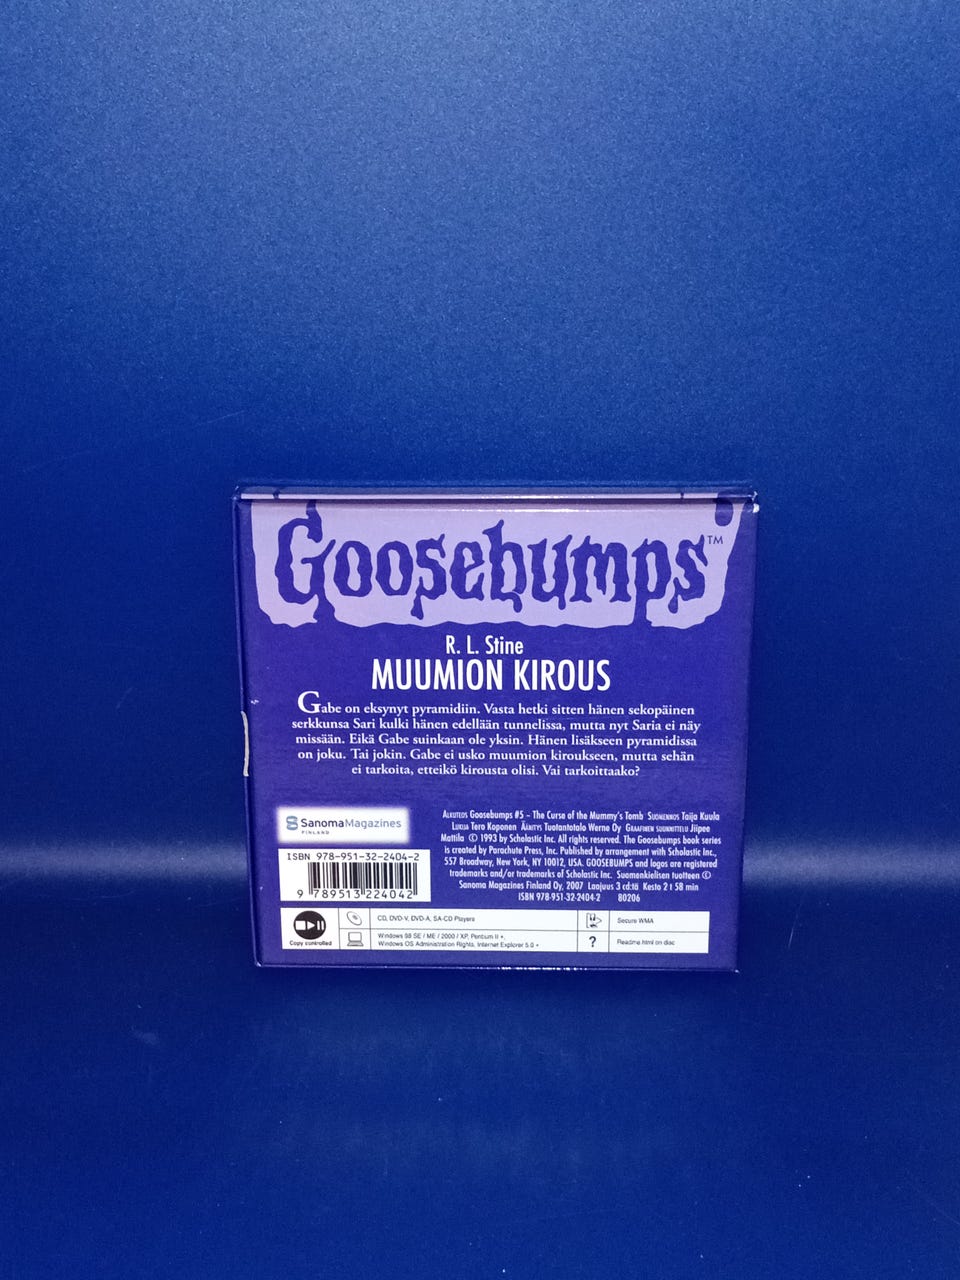 Goosebumps™
R. L. Stine
MUUMION KIROUS
Gabe on eksynyt pyramidiin. Vasta hetki sitten hänen sekopäinen
serkkunsa Sari kulki hänen edellään tunnelissa, mutta nyt Saria ei näy
missään. Eikä Gabe suinkaan ole yksin. Hänen lisäkseen pyramidissa
on joku. Tai jokin. Gabe ei usko muumion kiroukseen, mutta sehän
ei tarkoita, etteikö kirousta olisi. Vai tarkoittaako?
SanomaMagazines
FINLAND
ISBN 978-951-32-2404-2
9 789513 224042
Alkuteos Goosebumps #5 – The Curse of the Mummy's Tomb Suomennos Taija Kuula
Lukija Tero Koponen Äänitys Tuotantotalo Werne Oy Graafinen suunnittelu Jiipee
Mattila © 1993 by Scholastic Inc. All rights reserved. The Goosebumps book series
is created by Parachute Press, Inc. Published by arrangement with Scholastic Inc.,
557 Broadway, New York, NY 10012, USA. GOOSEBUMPS and logos are registered
trademarks and/or trademarks of Scholastic Inc. Suomenkielisen tuotteen ©
Sanoma Magazines Finland Oy, 2007 Laajuus 3 cd:tä Kesto 2 t 58 min
ISBN 978-951-32-2404-2 80206
Copy controlled
CD, DVD-V, DVD-A, SA-CD Players
Windows 98 SE / ME / 2000 / XP, Pentium II +,
Windows OS Administration Rights, Internet Explorer 5.0 +
Secure WMA
? Readme.html on disc